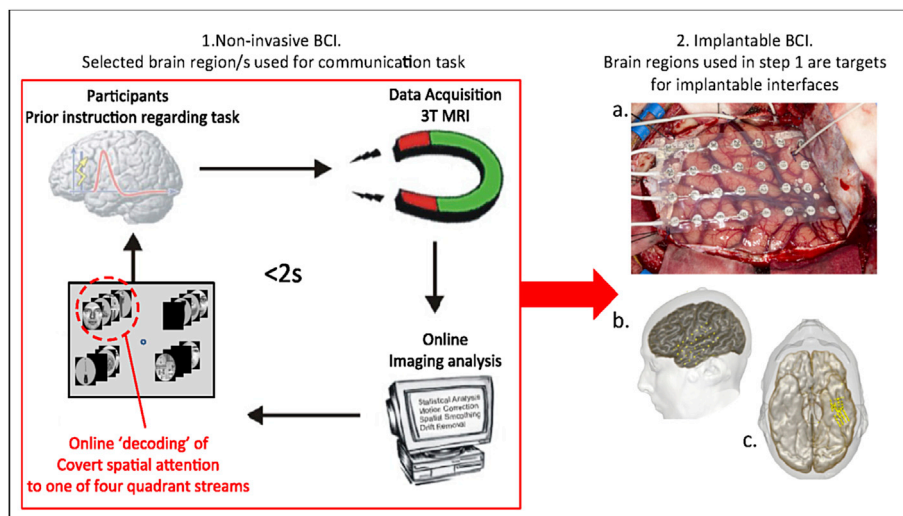 1.Non-invasive BCI.
Selected brain region/s used for communication task
Participants
Prior instruction regarding task
Data Acquisition
3T MRI
<2s
Online
Imaging analysis
Statistical Analysis
Motion Correction
Spatial Smoothing
Drift Removal
Online ‘decoding’ of
Covert spatial attention
to one of four quadrant streams
2. Implantable BCI.
Brain regions used in step 1 are targets
for implantable interfaces
a.
b.
c.